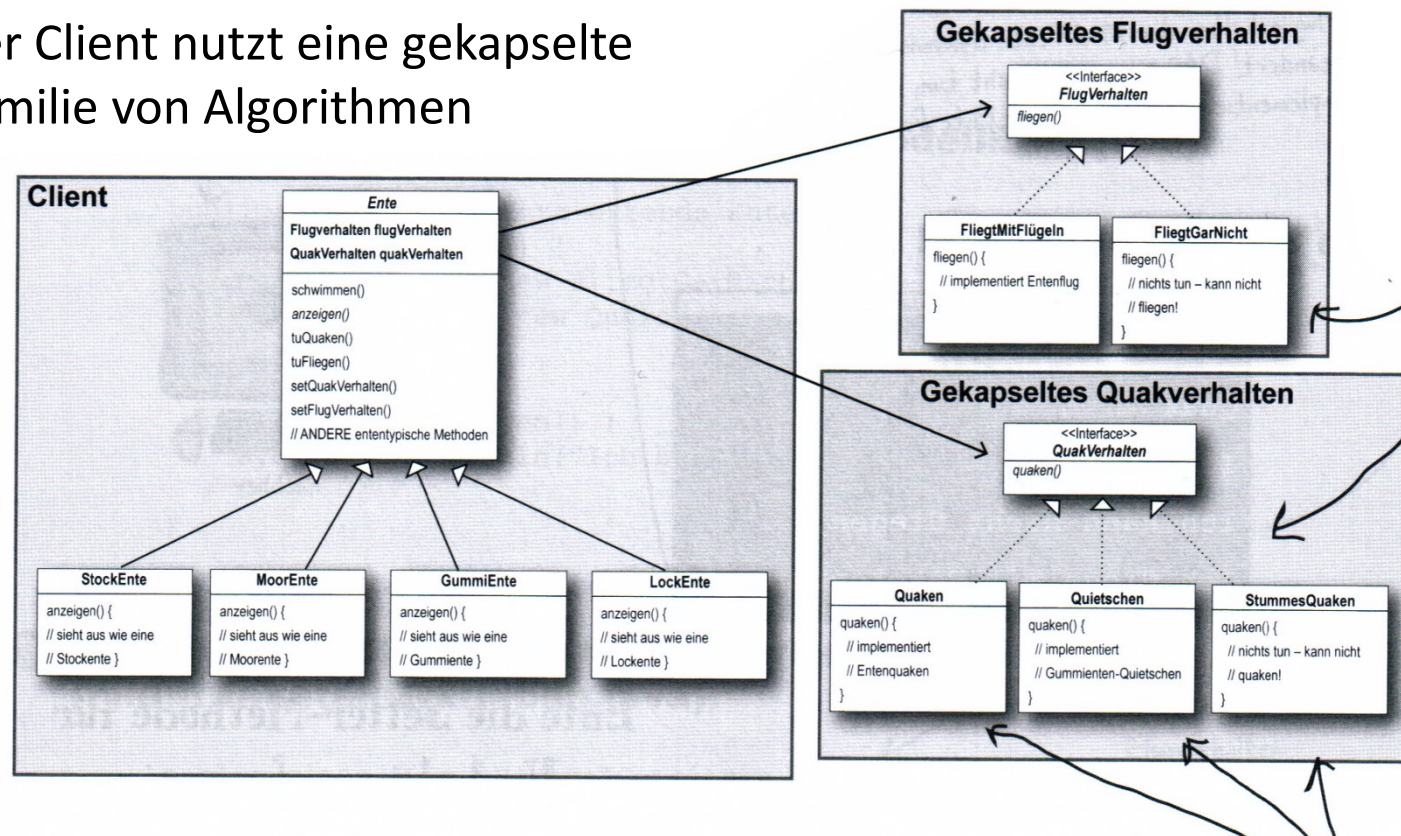 er Client nutzt eine gekapselte
milie von Algorithmen
Client
Ente
Flugverhalten flugVerhalten
QuakVerhalten quakVerhalten
schwimmen()
anzeigen()
tuQuaken()
tuFliegen()
setQuakVerhalten()
setFlugVerhalten()
// ANDERE ententypische Methoden
StockEnte
anzeigen() {
// sieht aus wie eine
// Stockente }
MoorEnte
anzeigen() {
// sieht aus wie eine
// Moorente }
GummiEnte
anzeigen() {
// sieht aus wie eine
// Gummiente }
LockEnte
anzeigen() {
// sieht aus wie eine
// Lockente }
Gekapseltes Flugverhalten
<<Interface>>
FlugVerhalten
fliegen()
FliegtMitFlügeln
fliegen() {
// implementiert Entenflug
}
FliegtGarNicht
fliegen() {
// nichts tun – kann nicht
// fliegen!
}
Gekapseltes Quakverhalten
<<Interface>>
QuakVerhalten
quaken()
Quaken
quaken() {
// implementiert
// Entenquaken
}
Quietschen
quaken() {
// implementiert
// Gummienten-Quietschen
}
StummesQuaken
quaken() {
// nichts tun – kann nicht
// quaken!
}